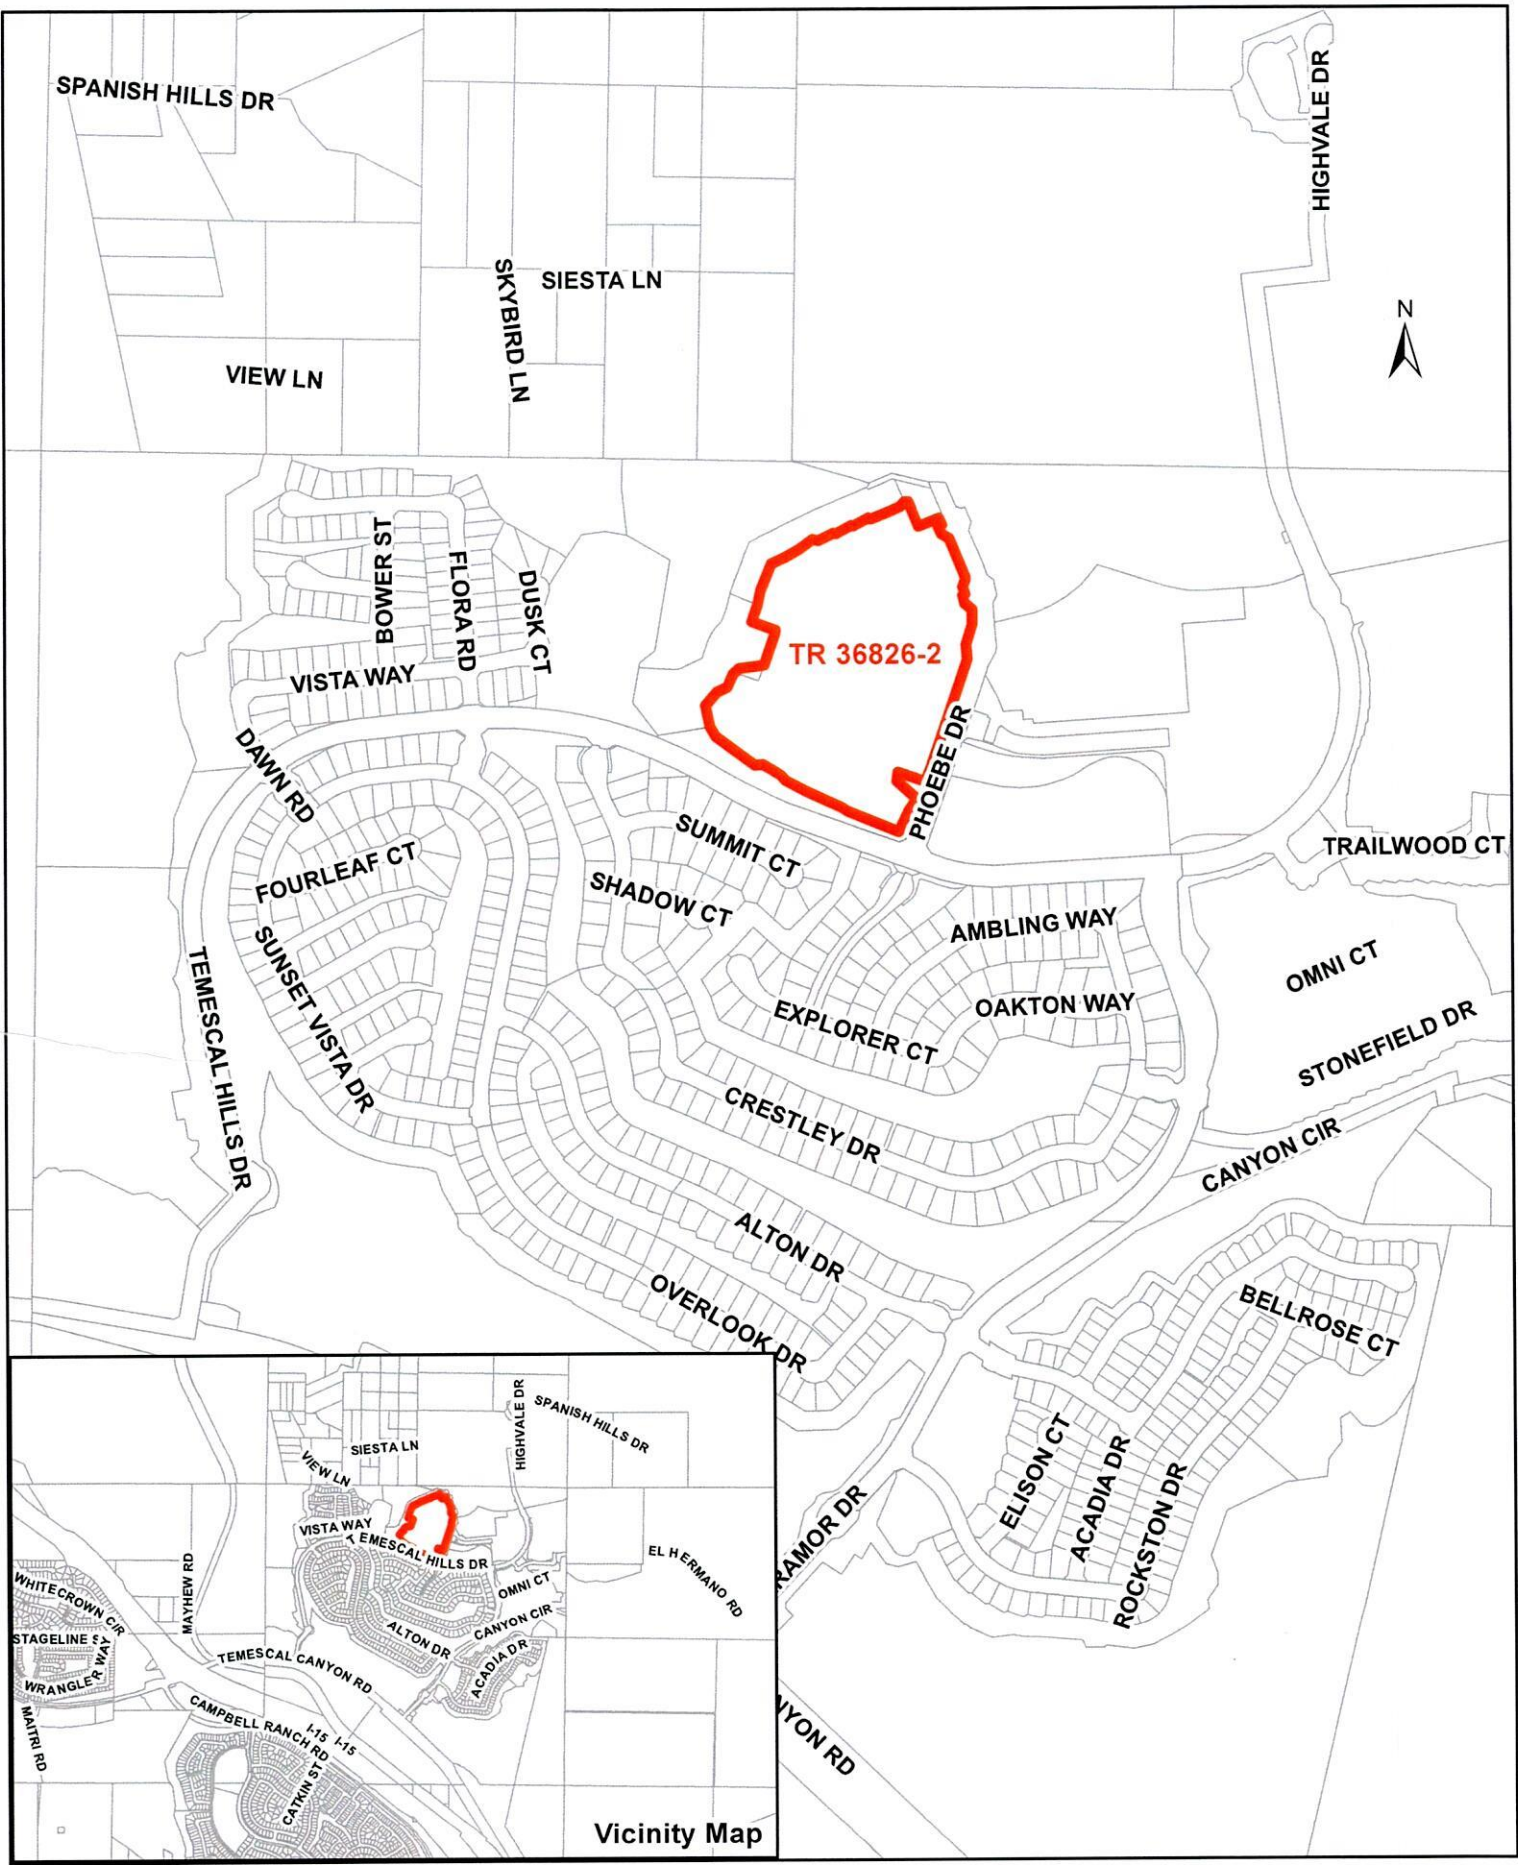 SPANISH HILLS DR
HIGHVALE DR
SKYBIRD LN
SIESTA LN
VIEW LN
N
BOWER ST
FLORA RD
DUSK CT
VISTA WAY
TR 36826-2
PHOEBE DR
DAWN RD
SUMMIT CT
TRAILWOOD CT
FOURLEAF CT
SHADOW CT
AMBLING WAY
OMNI CT
TEMESCAL HILLS DR
SUNSET VISTA DR
EXPLORER CT
OAKTON WAY
STONEFIELD DR
CRESTLEY DR
CANYON CIR
ALTON DR
OVERLOOK DR
BELLROSE CT
ELISON CT
ACADIA DR
ROCKSTON DR
RAMOR DR
NYON RD
HIGHVALE DR
SPANISH HILLS DR
SIESTA LN
VIEW LN
VISTA WAY
TEMESCAL HILLS DR
EL HERMANO RD
MAYHEW RD
OMNI CT
WHITECROWN CIR
CANYON CIR
ALTON DR
STAGELINE S
ACADIA DR
WRANGLER WAY
TEMESCAL CANYON RD
MAITRI RD
CAMPBELL RANCH RD
I-15 I-15
CATKIN ST
Vicinity Map